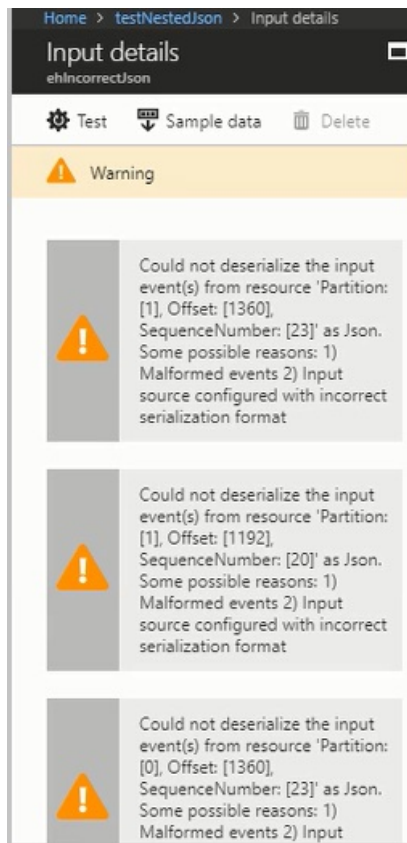 Home > testNestedJson > Input details
Input details
ehIncorrectJson
Test Sample data Delete
Warning
Could not deserialize the input
event(s) from resource 'Partition:
[1], Offset: [1360],
SequenceNumber: [23]' as Json.
Some possible reasons: 1)
Malformed events 2) Input
source configured with incorrect
serialization format
Could not deserialize the input
event(s) from resource 'Partition:
[1], Offset: [1192],
SequenceNumber: [20]' as Json.
Some possible reasons: 1)
Malformed events 2) Input
source configured with incorrect
serialization format
Could not deserialize the input
event(s) from resource 'Partition:
[0], Offset: [1360],
SequenceNumber: [23]' as Json.
Some possible reasons: 1)
Malformed events 2) Input